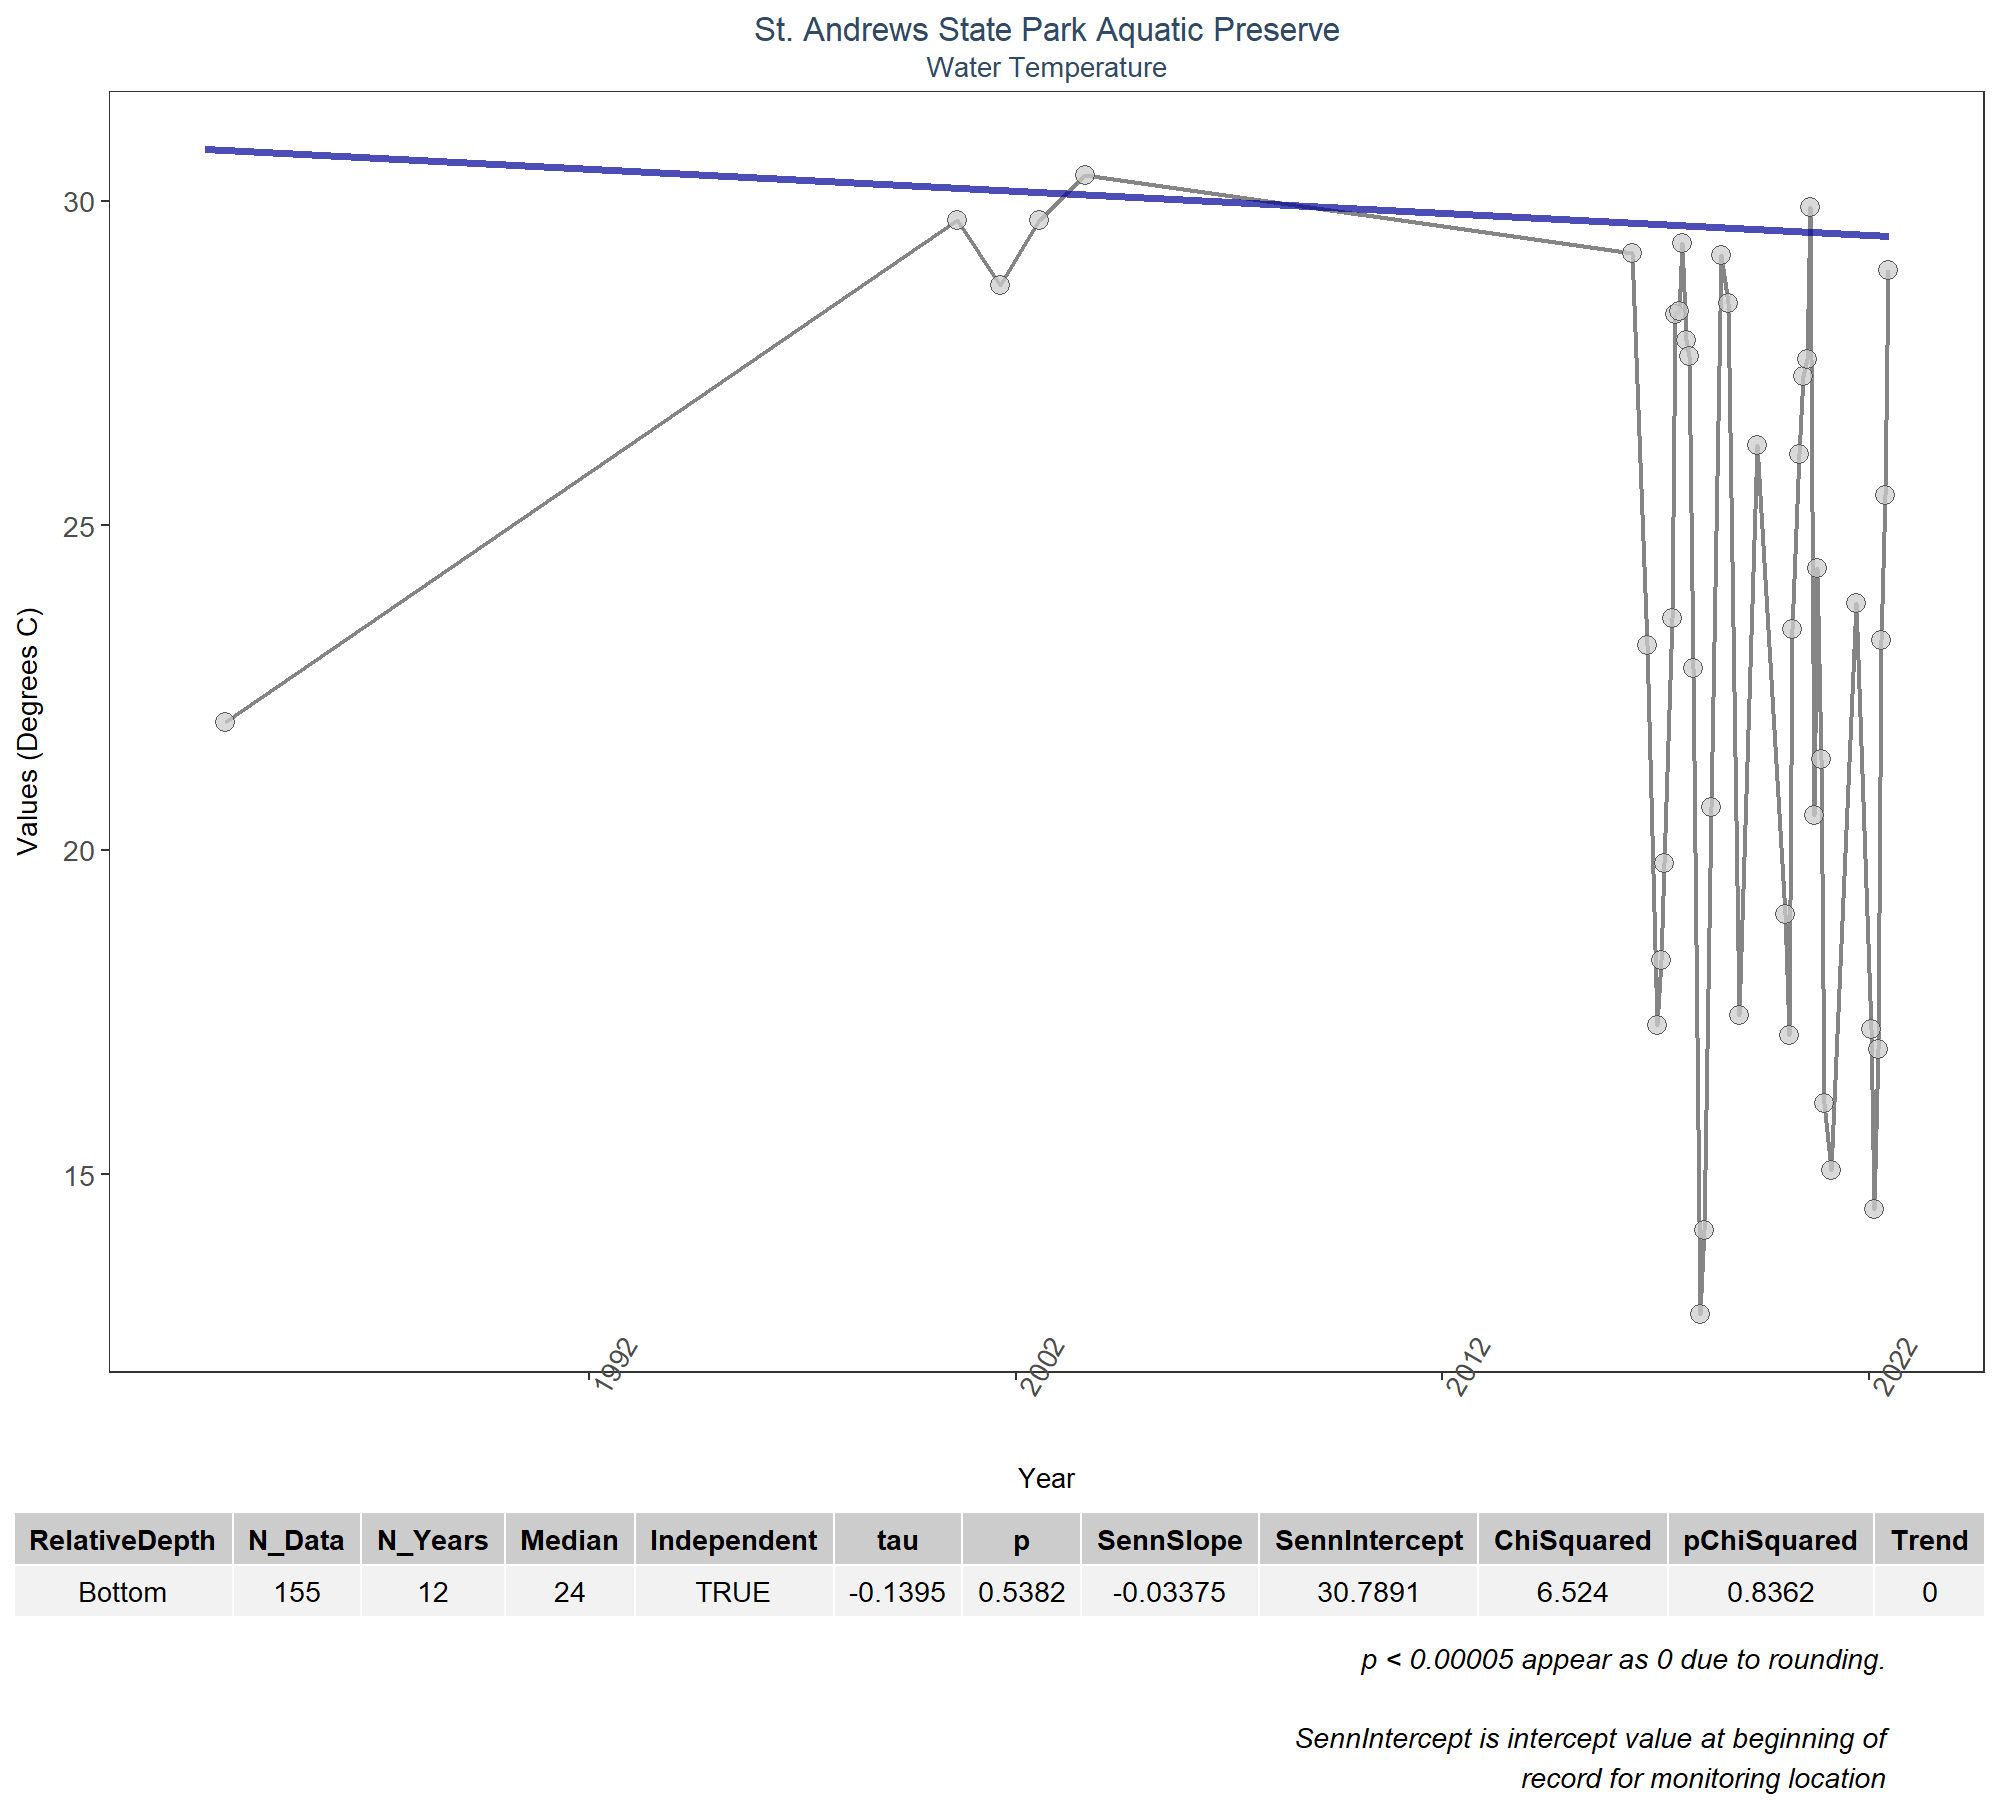 St. Andrews State Park Aquatic Preserve
Water Temperature
Values (Degrees C)
30
25
20
15
1992
2002
2012
2022
Year
RelativeDepth N_Data N_Years Median Independent tau p SennSlope SennIntercept ChiSquared pChiSquared Trend
Bottom 155 12 24 TRUE -0.1395 0.5382 -0.03375 30.7891 6.524 0.8362 0
p < 0.00005 appear as 0 due to rounding.
SennIntercept is intercept value at beginning of
record for monitoring location